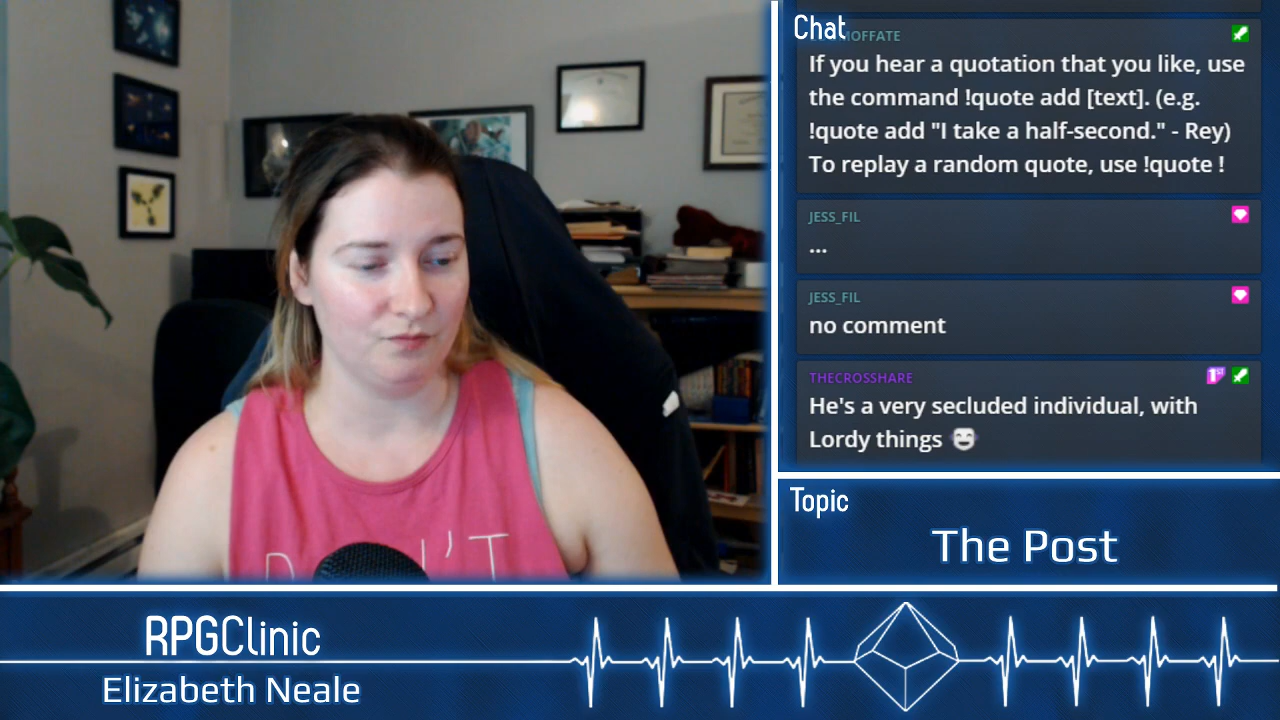 Chat
If you hear a quotation that you like, use
the command !quote add [text]. (e.g.
!quote add "I take a half-second." - Rey)
To replay a random quote, use !quote !
JESS_FIL
...
JESS_FIL
no comment
THECROSSHARE
1ST
He's a very secluded individual, with
Lordy things
Topic
The Post
RPGClinic
Elizabeth Neale